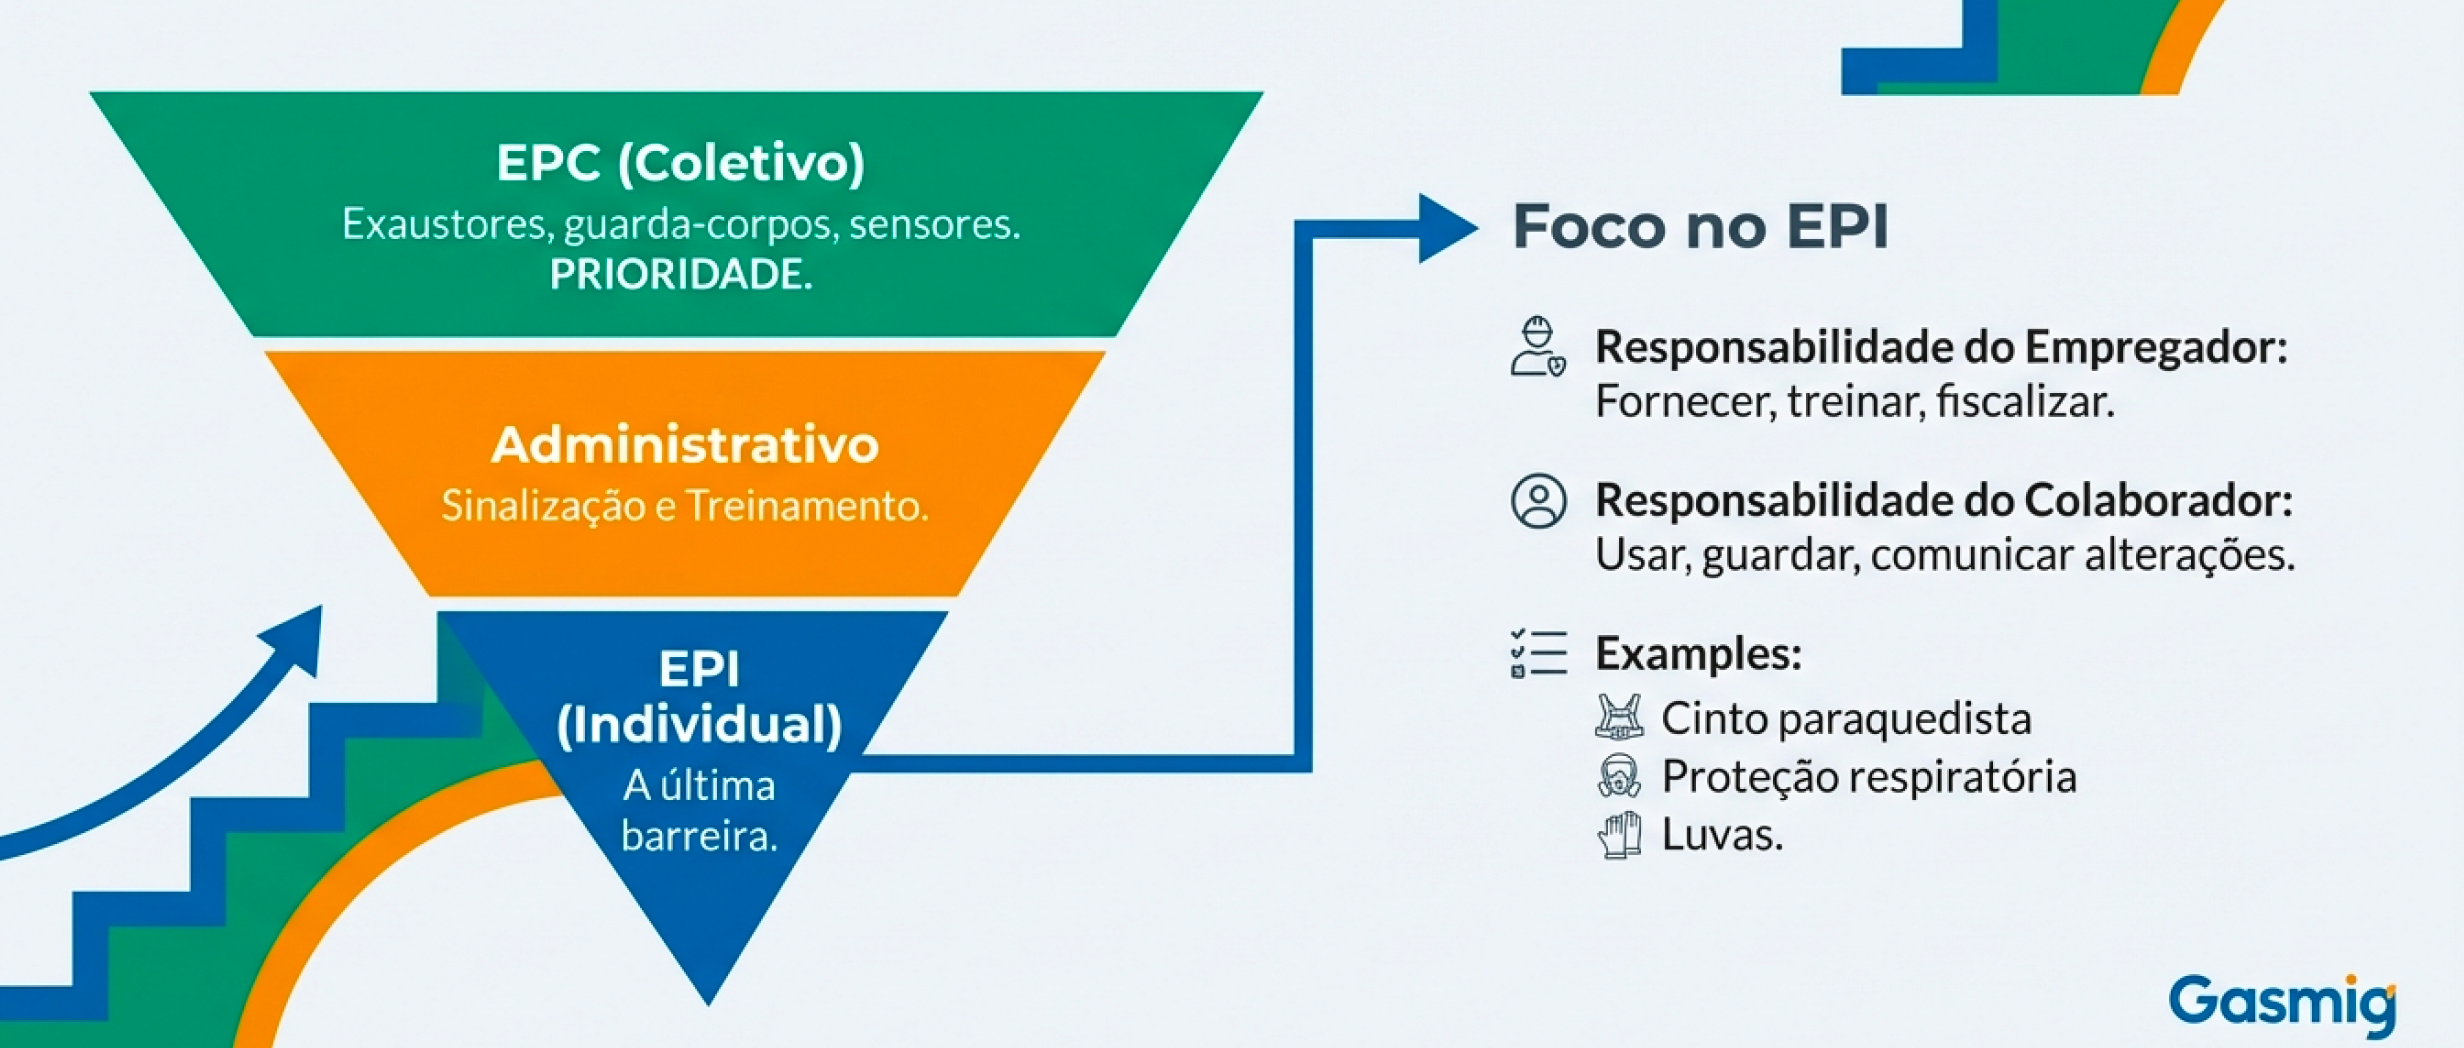 EPC (Coletivo)
Exaustores, guarda-corpos, sensores.
PRIORIDADE.
Administrativo
Sinalização e Treinamento.
EPI
(Individual)
A última
barreira.
Foco no EPI
Responsabilidade do Empregador:
Fornecer, treinar, fiscalizar.
Responsabilidade do Colaborador:
Usar, guardar, comunicar alterações.
Examples:
Cinto paraquedista
Proteção respiratória
Luvas.
Gasmig